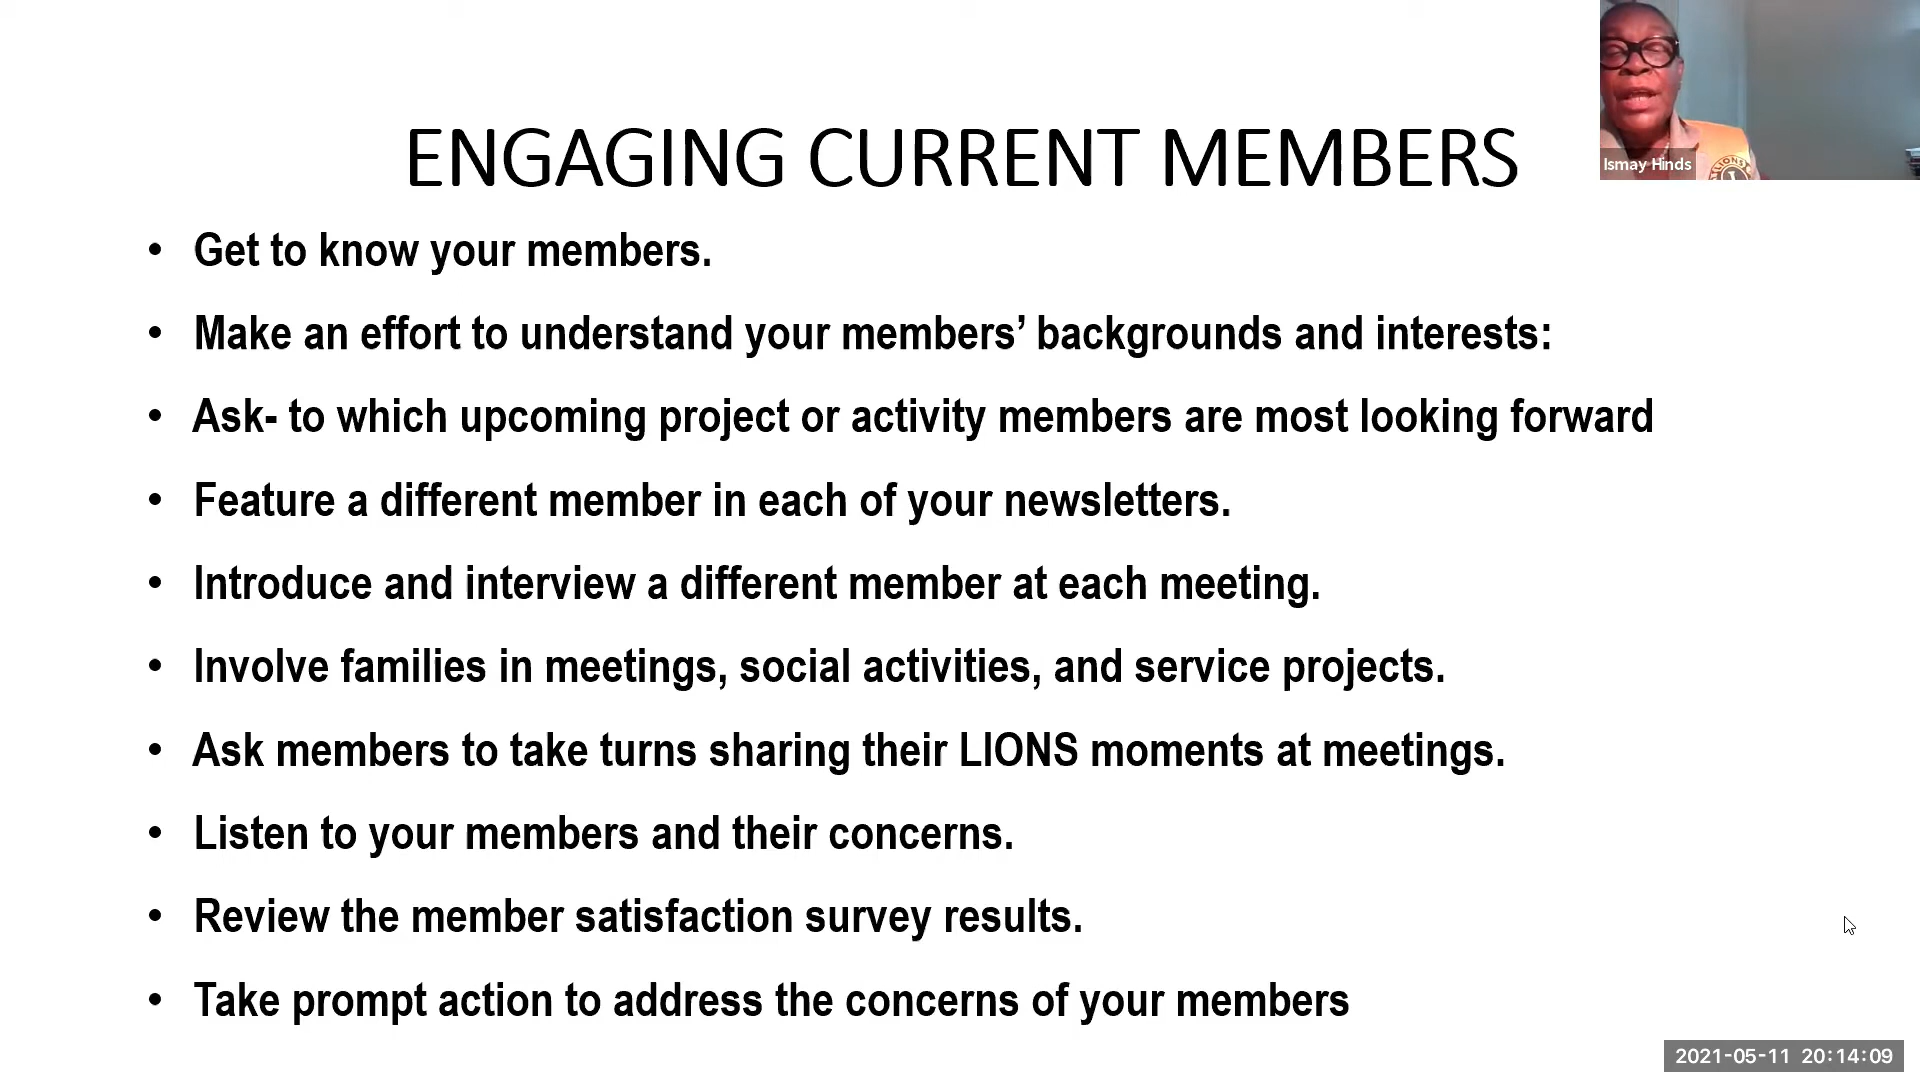 ENGAGING CURRENT MEMBERS
• Get to know your members.
• Make an effort to understand your members’ backgrounds and interests:
• Ask- to which upcoming project or activity members are most looking forward
• Feature a different member in each of your newsletters.
• Introduce and interview a different member at each meeting.
• Involve families in meetings, social activities, and service projects.
• Ask members to take turns sharing their LIONS moments at meetings.
• Listen to your members and their concerns.
• Review the member satisfaction survey results.
• Take prompt action to address the concerns of your members
LIONS
Ismay Hinds
2021-05-11 20:14:09